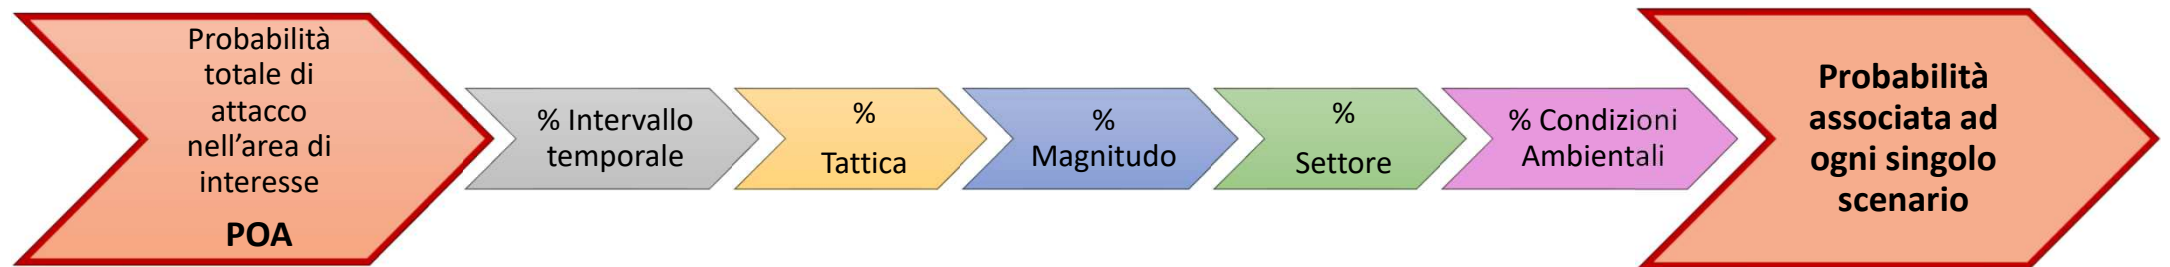 Probabilità
totale di
attacco
nell'area di
interesse
POA
% Intervallo
temporale
%
Tattica
%
Magnitudo
%
Settore
% Condizioni
Ambientali
Probabilità
associata ad
ogni singolo
scenario